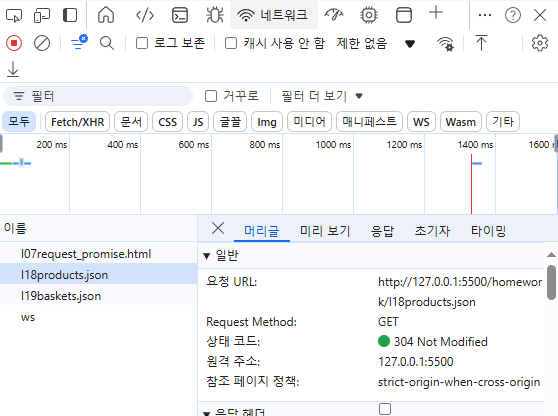 네트워크
로그 보존
캐시 사용 안 함
제한 없음
필터
거꾸로
필터 더 보기
모두
Fetch/XHR
문서
CSS
JS
글꼴
Img
미디어
매니페스트
WS
Wasm
기타
200 ms
400 ms
600 ms
800 ms
1000 ms
1200 ms
1400 ms
1600 m
이름
머리글
미리 보기
응답
초기자
타이밍
l07request_promise.html
l18products.json
l19baskets.json
ws
일반
요청 URL:
http://127.0.0.1:5500/homewor
k/l18products.json
Request Method:
GET
상태 코드:
304 Not Modified
원격 주소:
127.0.0.1:5500
참조 페이지 정책:
strict-origin-when-cross-origin
응답 헤더